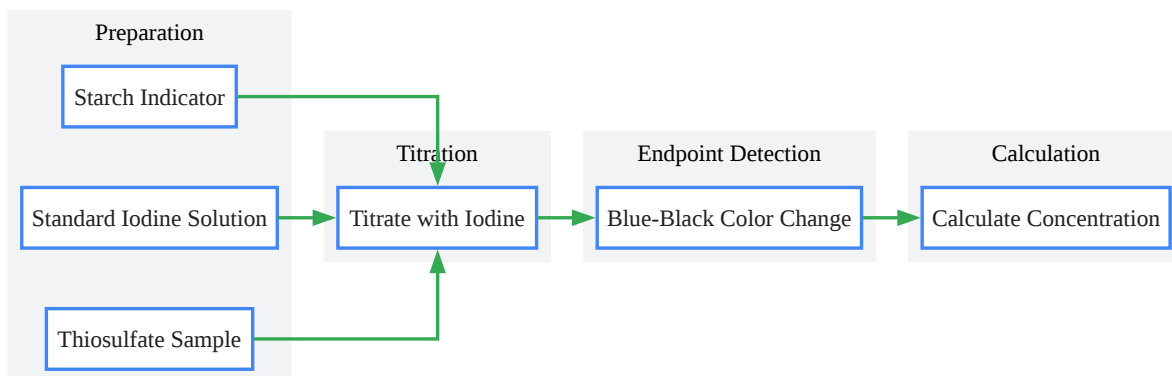 Preparation
Starch Indicator
Standard Iodine Solution
Thiosulfate Sample
Titration
Titrate with Iodine
Endpoint Detection
Blue-Black Color Change
Calculation
Calculate Concentration